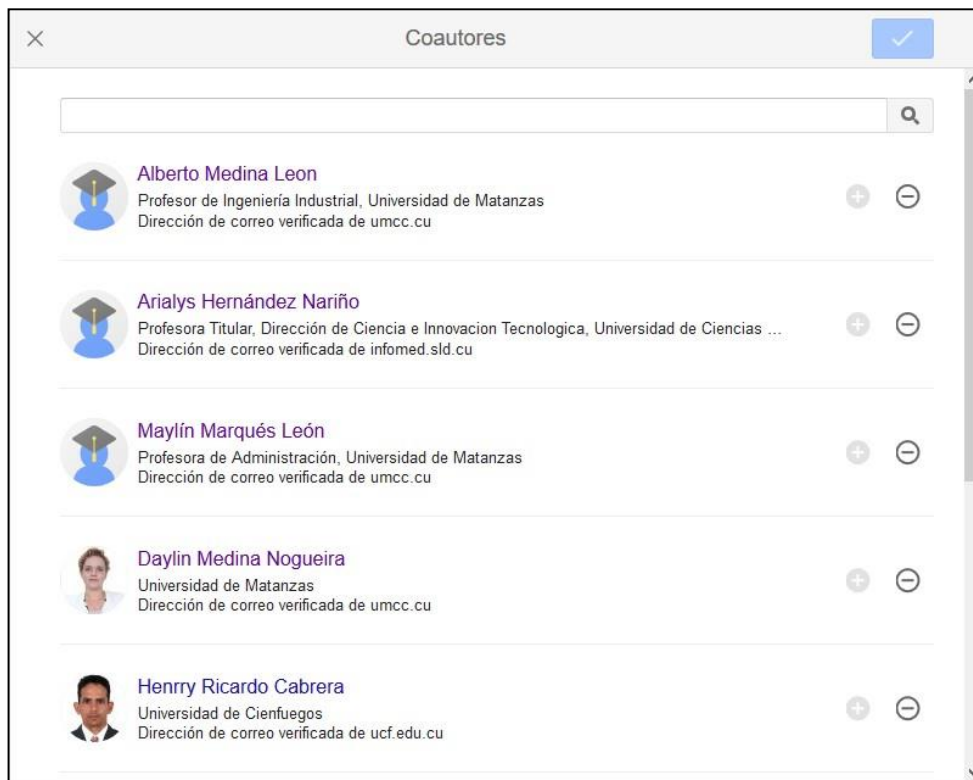 Coautores
Alberto Medina Leon
Profesor de Ingeniería Industrial, Universidad de Matanzas
Dirección de correo verificada de umcc.cu
Arialys Hernández Nariño
Profesora Titular, Dirección de Ciencia e Innovacion Tecnologica, Universidad de Ciencias ...
Dirección de correo verificada de infomed.sld.cu
Maylín Marqués León
Profesora de Administración, Universidad de Matanzas
Dirección de correo verificada de umcc.cu
Daylin Medina Nogueira
Universidad de Matanzas
Dirección de correo verificada de umcc.cu
Henrry Ricardo Cabrera
Universidad de Cienfuegos
Dirección de correo verificada de ucf.edu.cu